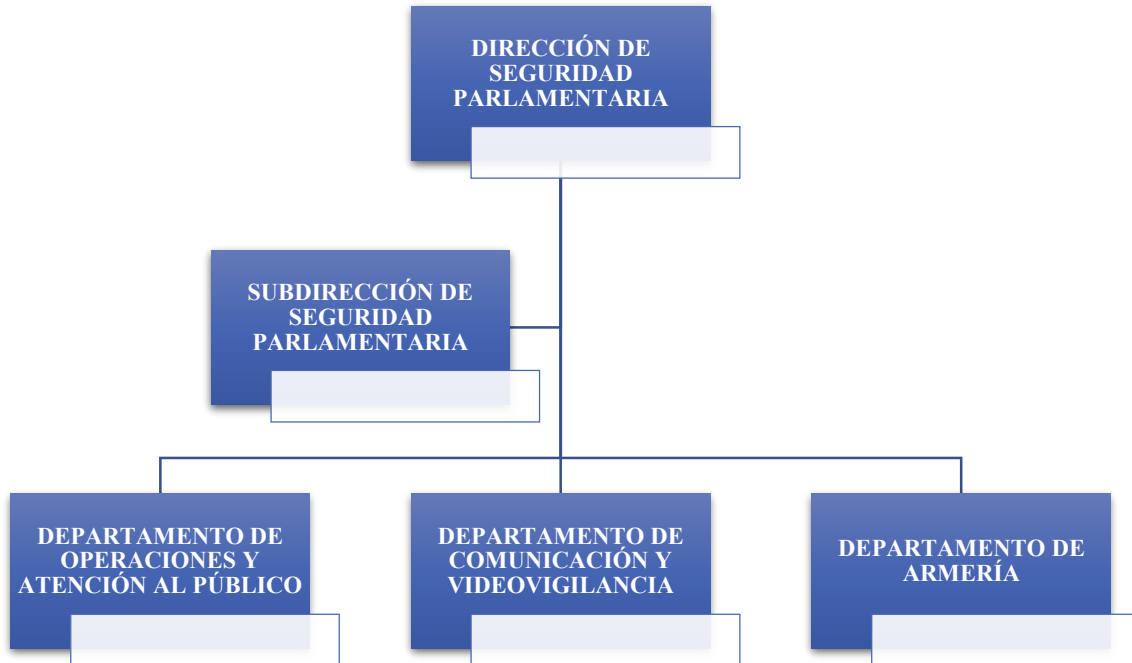 DIRECCIÓN DE
SEGURIDAD
PARLAMENTARIA
SUBDIRECCIÓN DE
SEGURIDAD
PARLAMENTARIA
DEPARTAMENTO DE
OPERACIONES Y
ATENCIÓN AL PÚBLICO
DEPARTAMENTO DE
COMUNICACIÓN Y
VIDEOVIGILANCIA
DEPARTAMENTO DE
ARMERÍA